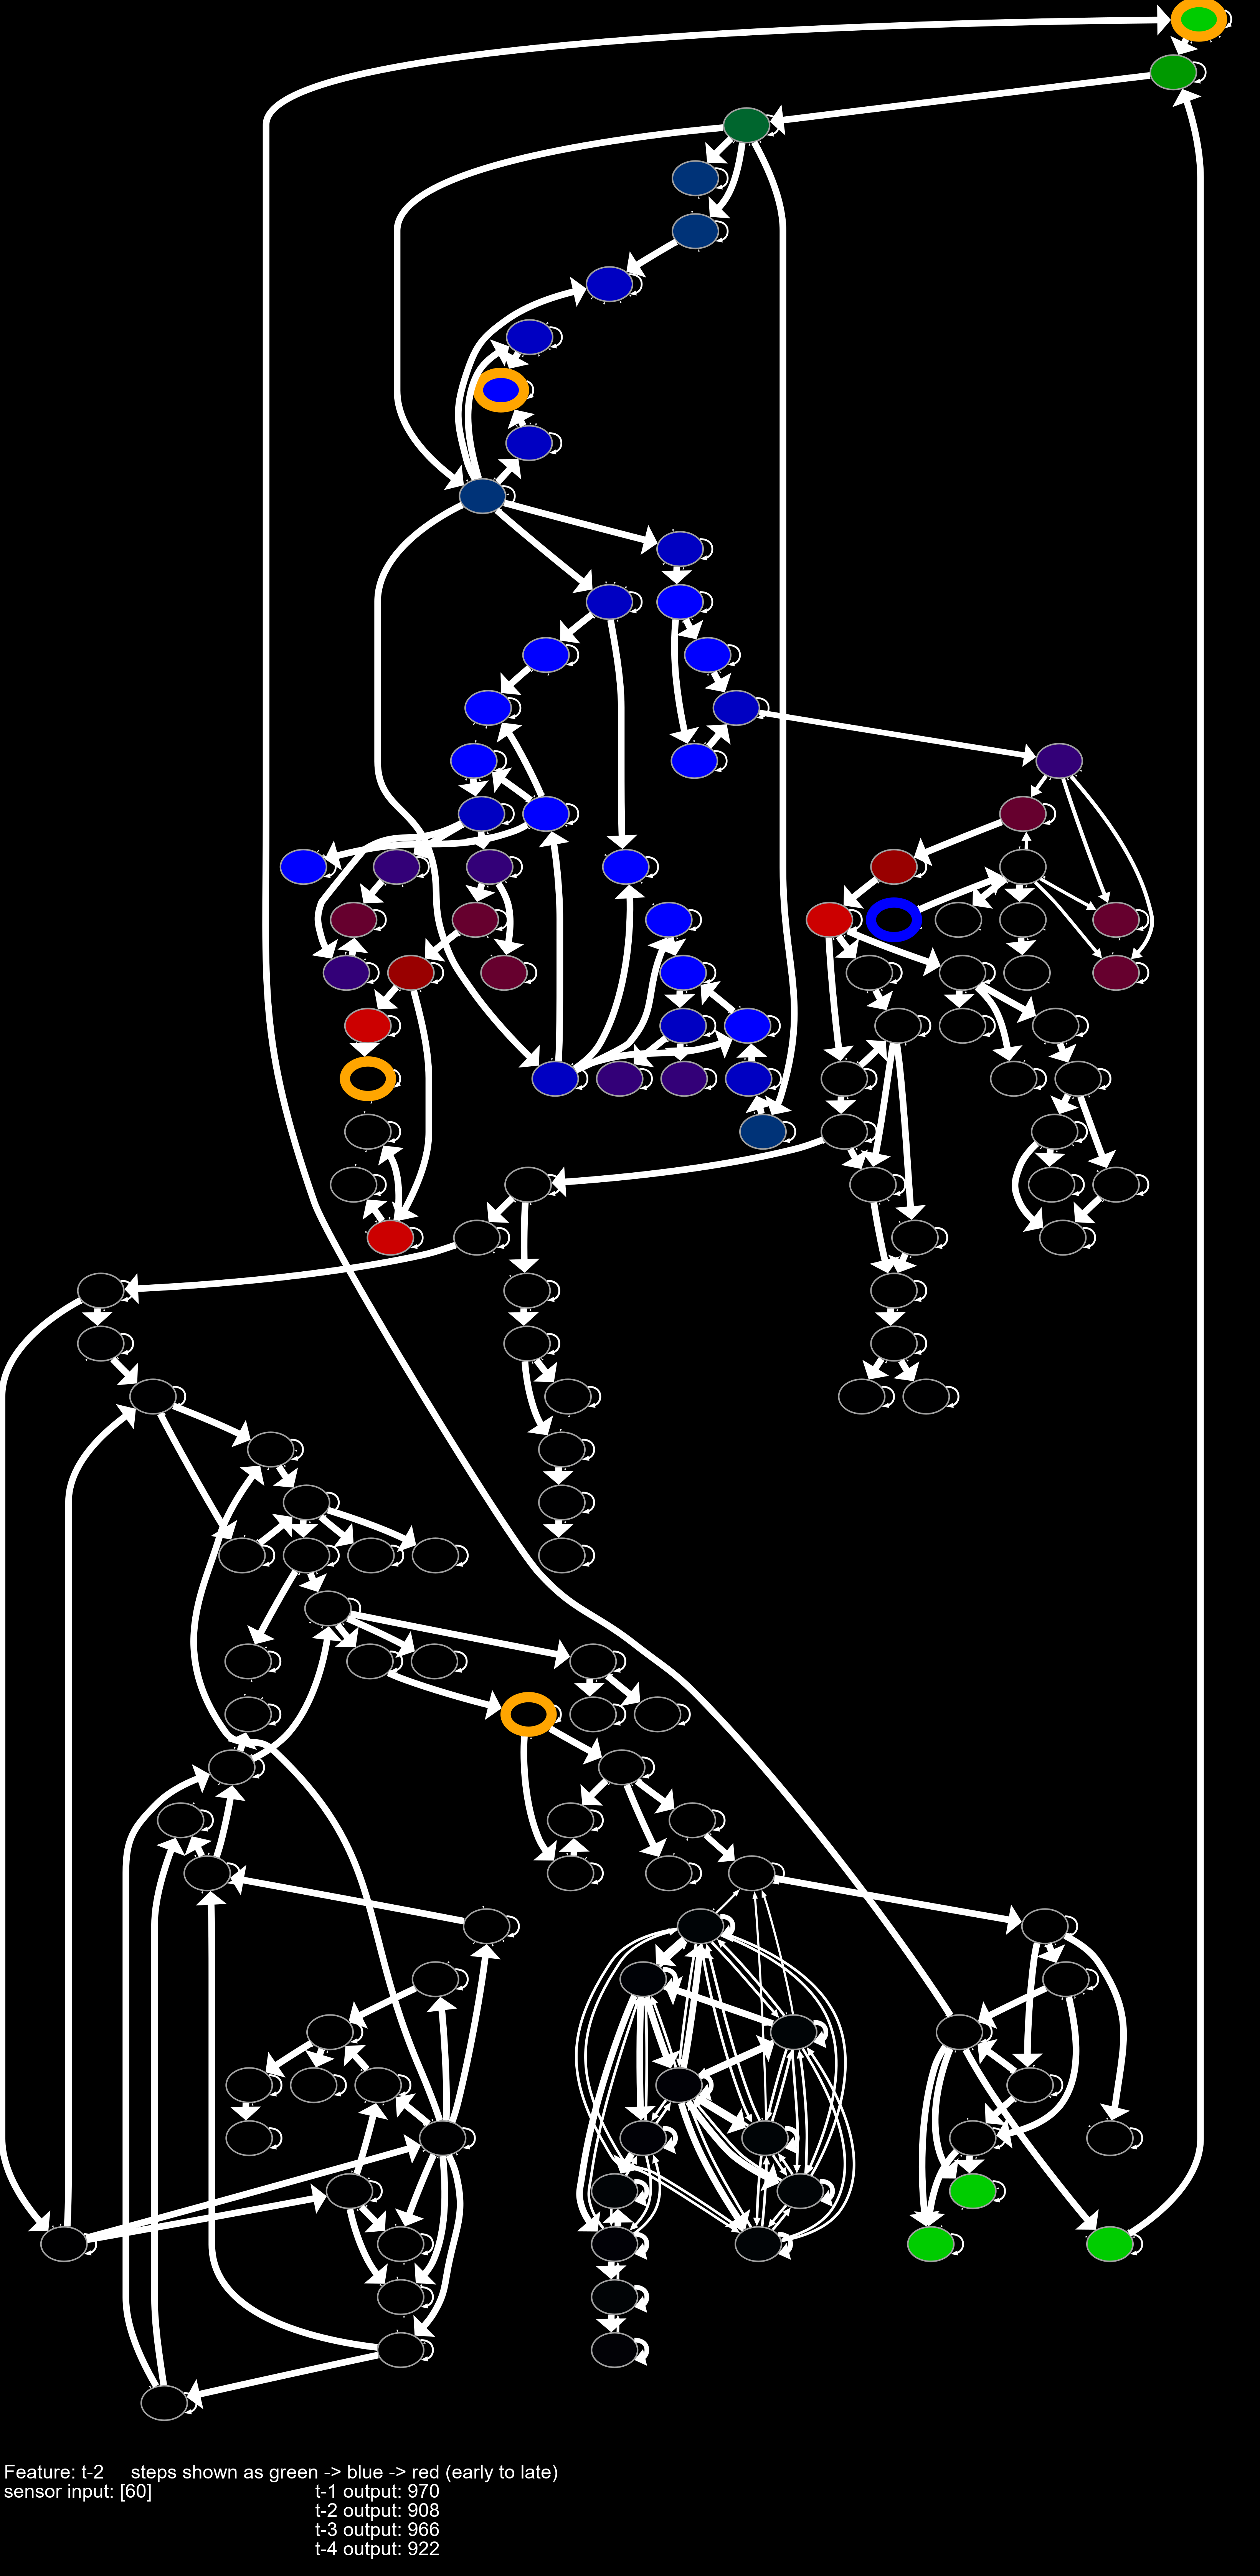 Feature: t-2 steps shown as green -> blue -> red (early to late)
sensor input: [60] t-1 output: 970
t-2 output: 908
t-3 output: 966
t-4 output: 922